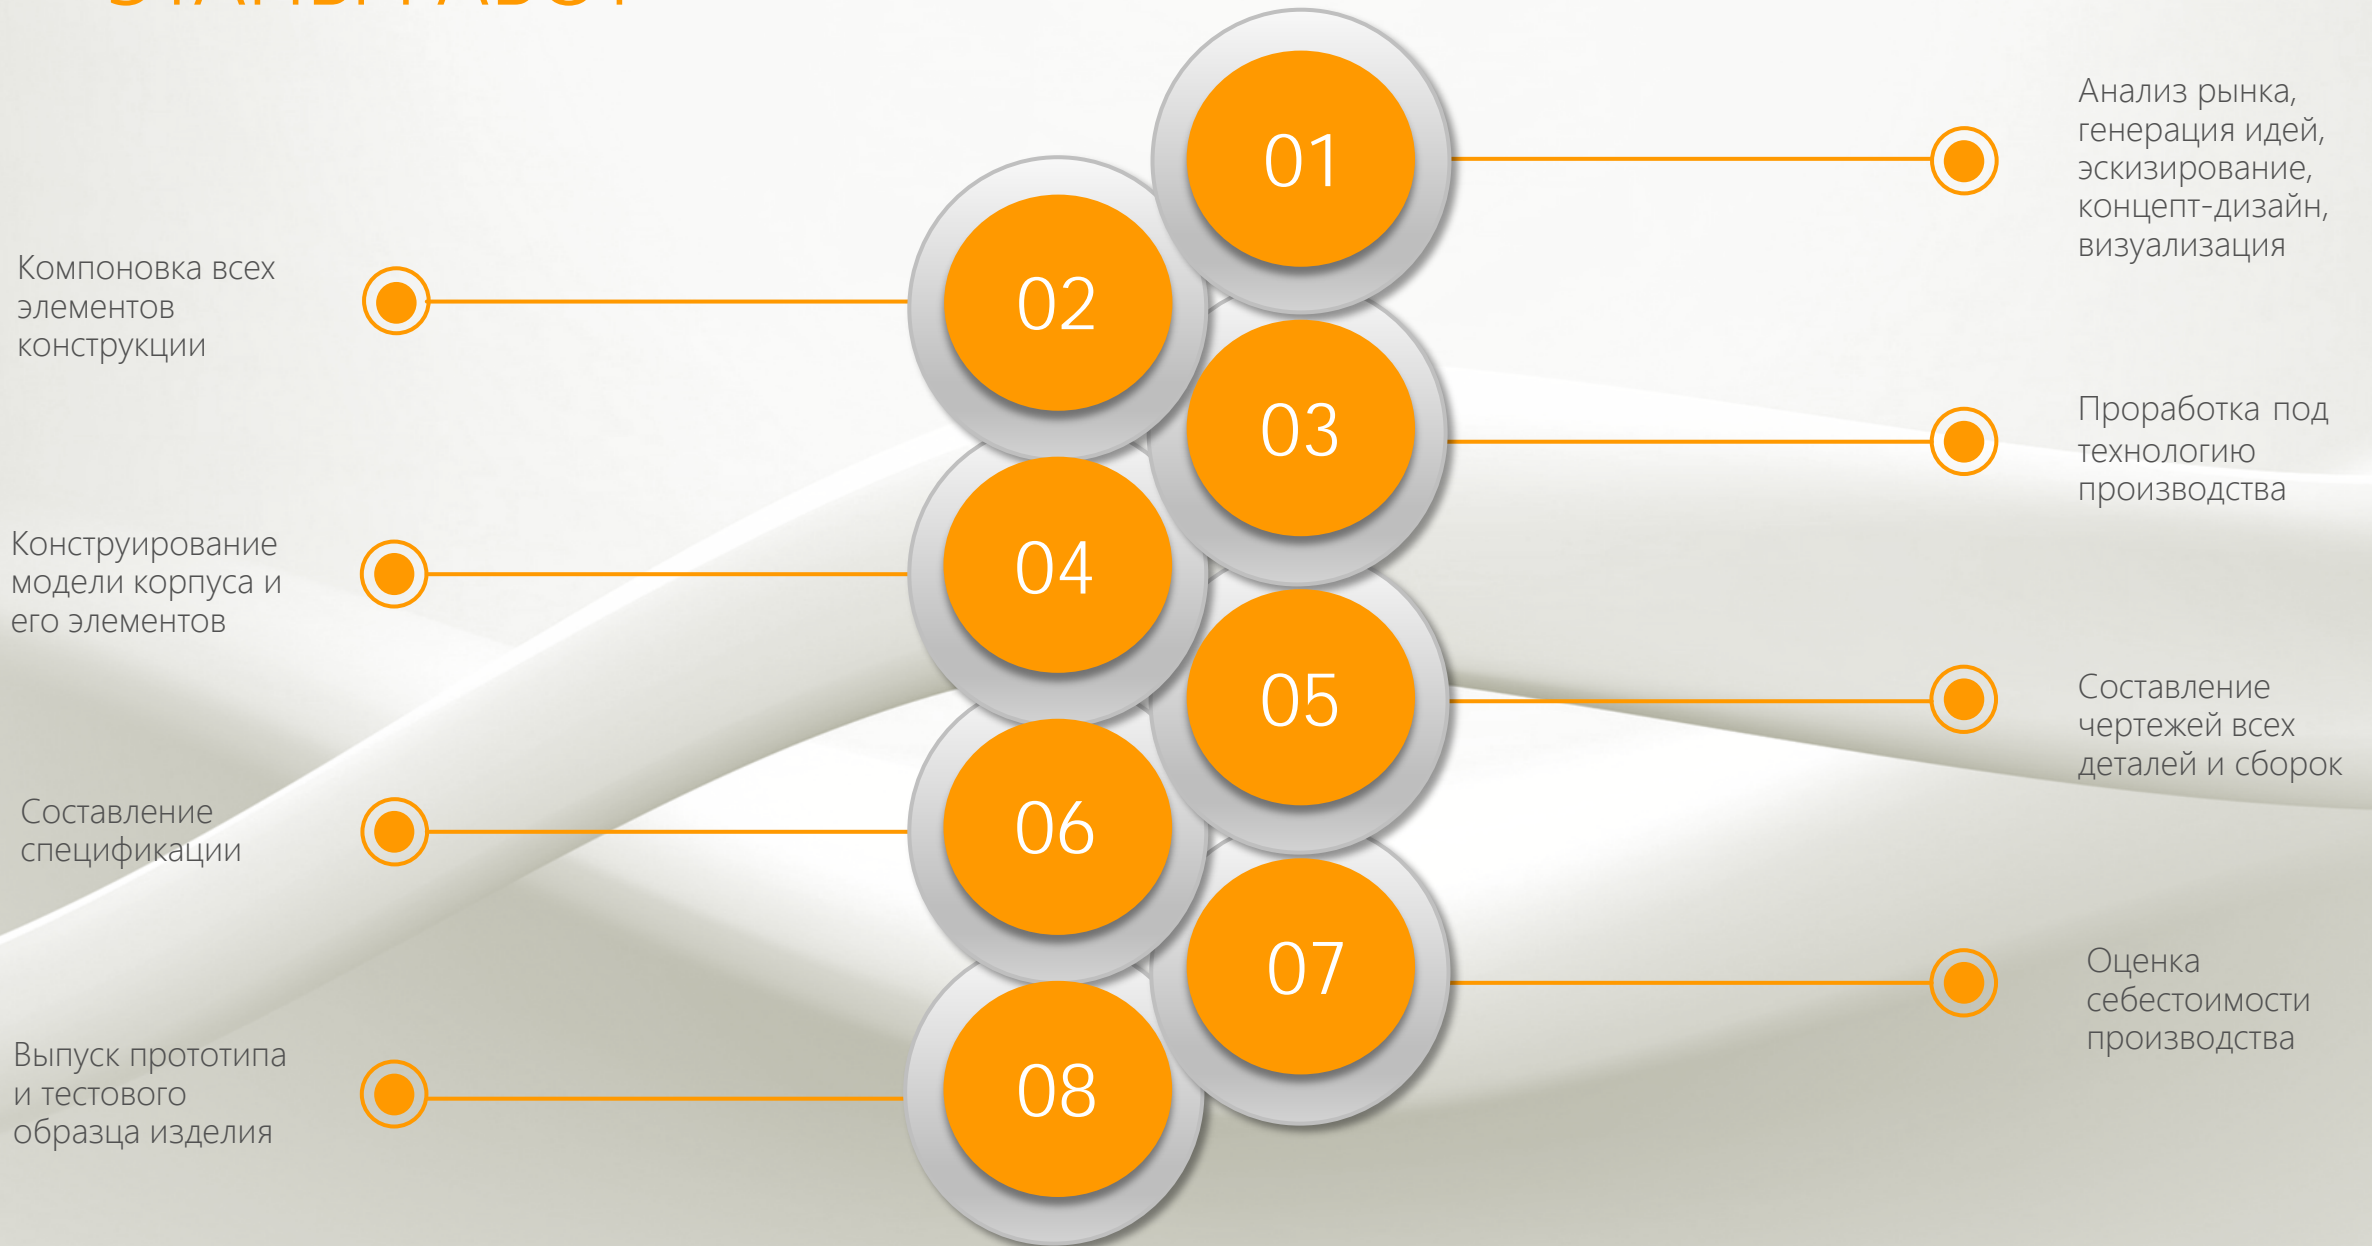 ЭТАПЫ РАБОТ
01
Анализ рынка,
генерация идей,
эскизирование,
концепт-дизайн,
визуализация
02
Компоновка всех
элементов
конструкции
03
Проработка под
технологию
производства
04
Конструирование
модели корпуса и
его элементов
05
Составление
чертежей всех
деталей и сборок
06
Составление
спецификации
07
Оценка
себестоимости
производства
08
Выпуск прототипа
и тестового
образца изделия